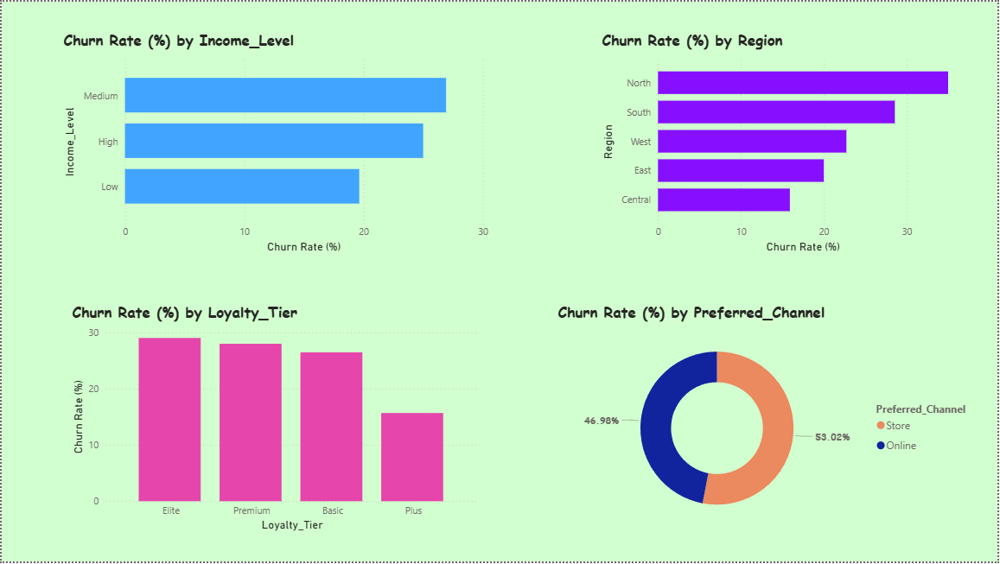 Churn Rate (%) by Income_Level
Income_Level
Medium
High
Low
0 10 20 30
Churn Rate (%)
Churn Rate (%) by Region
Region
North
South
West
East
Central
0 10 20 30
Churn Rate (%)
Churn Rate (%) by Loyalty_Tier
Churn Rate (%)
30
20
10
0
Elite Premium Basic Plus
Loyalty_Tier
Churn Rate (%) by Preferred_Channel
46.98%
53.02%
Preferred_Channel
Store
Online